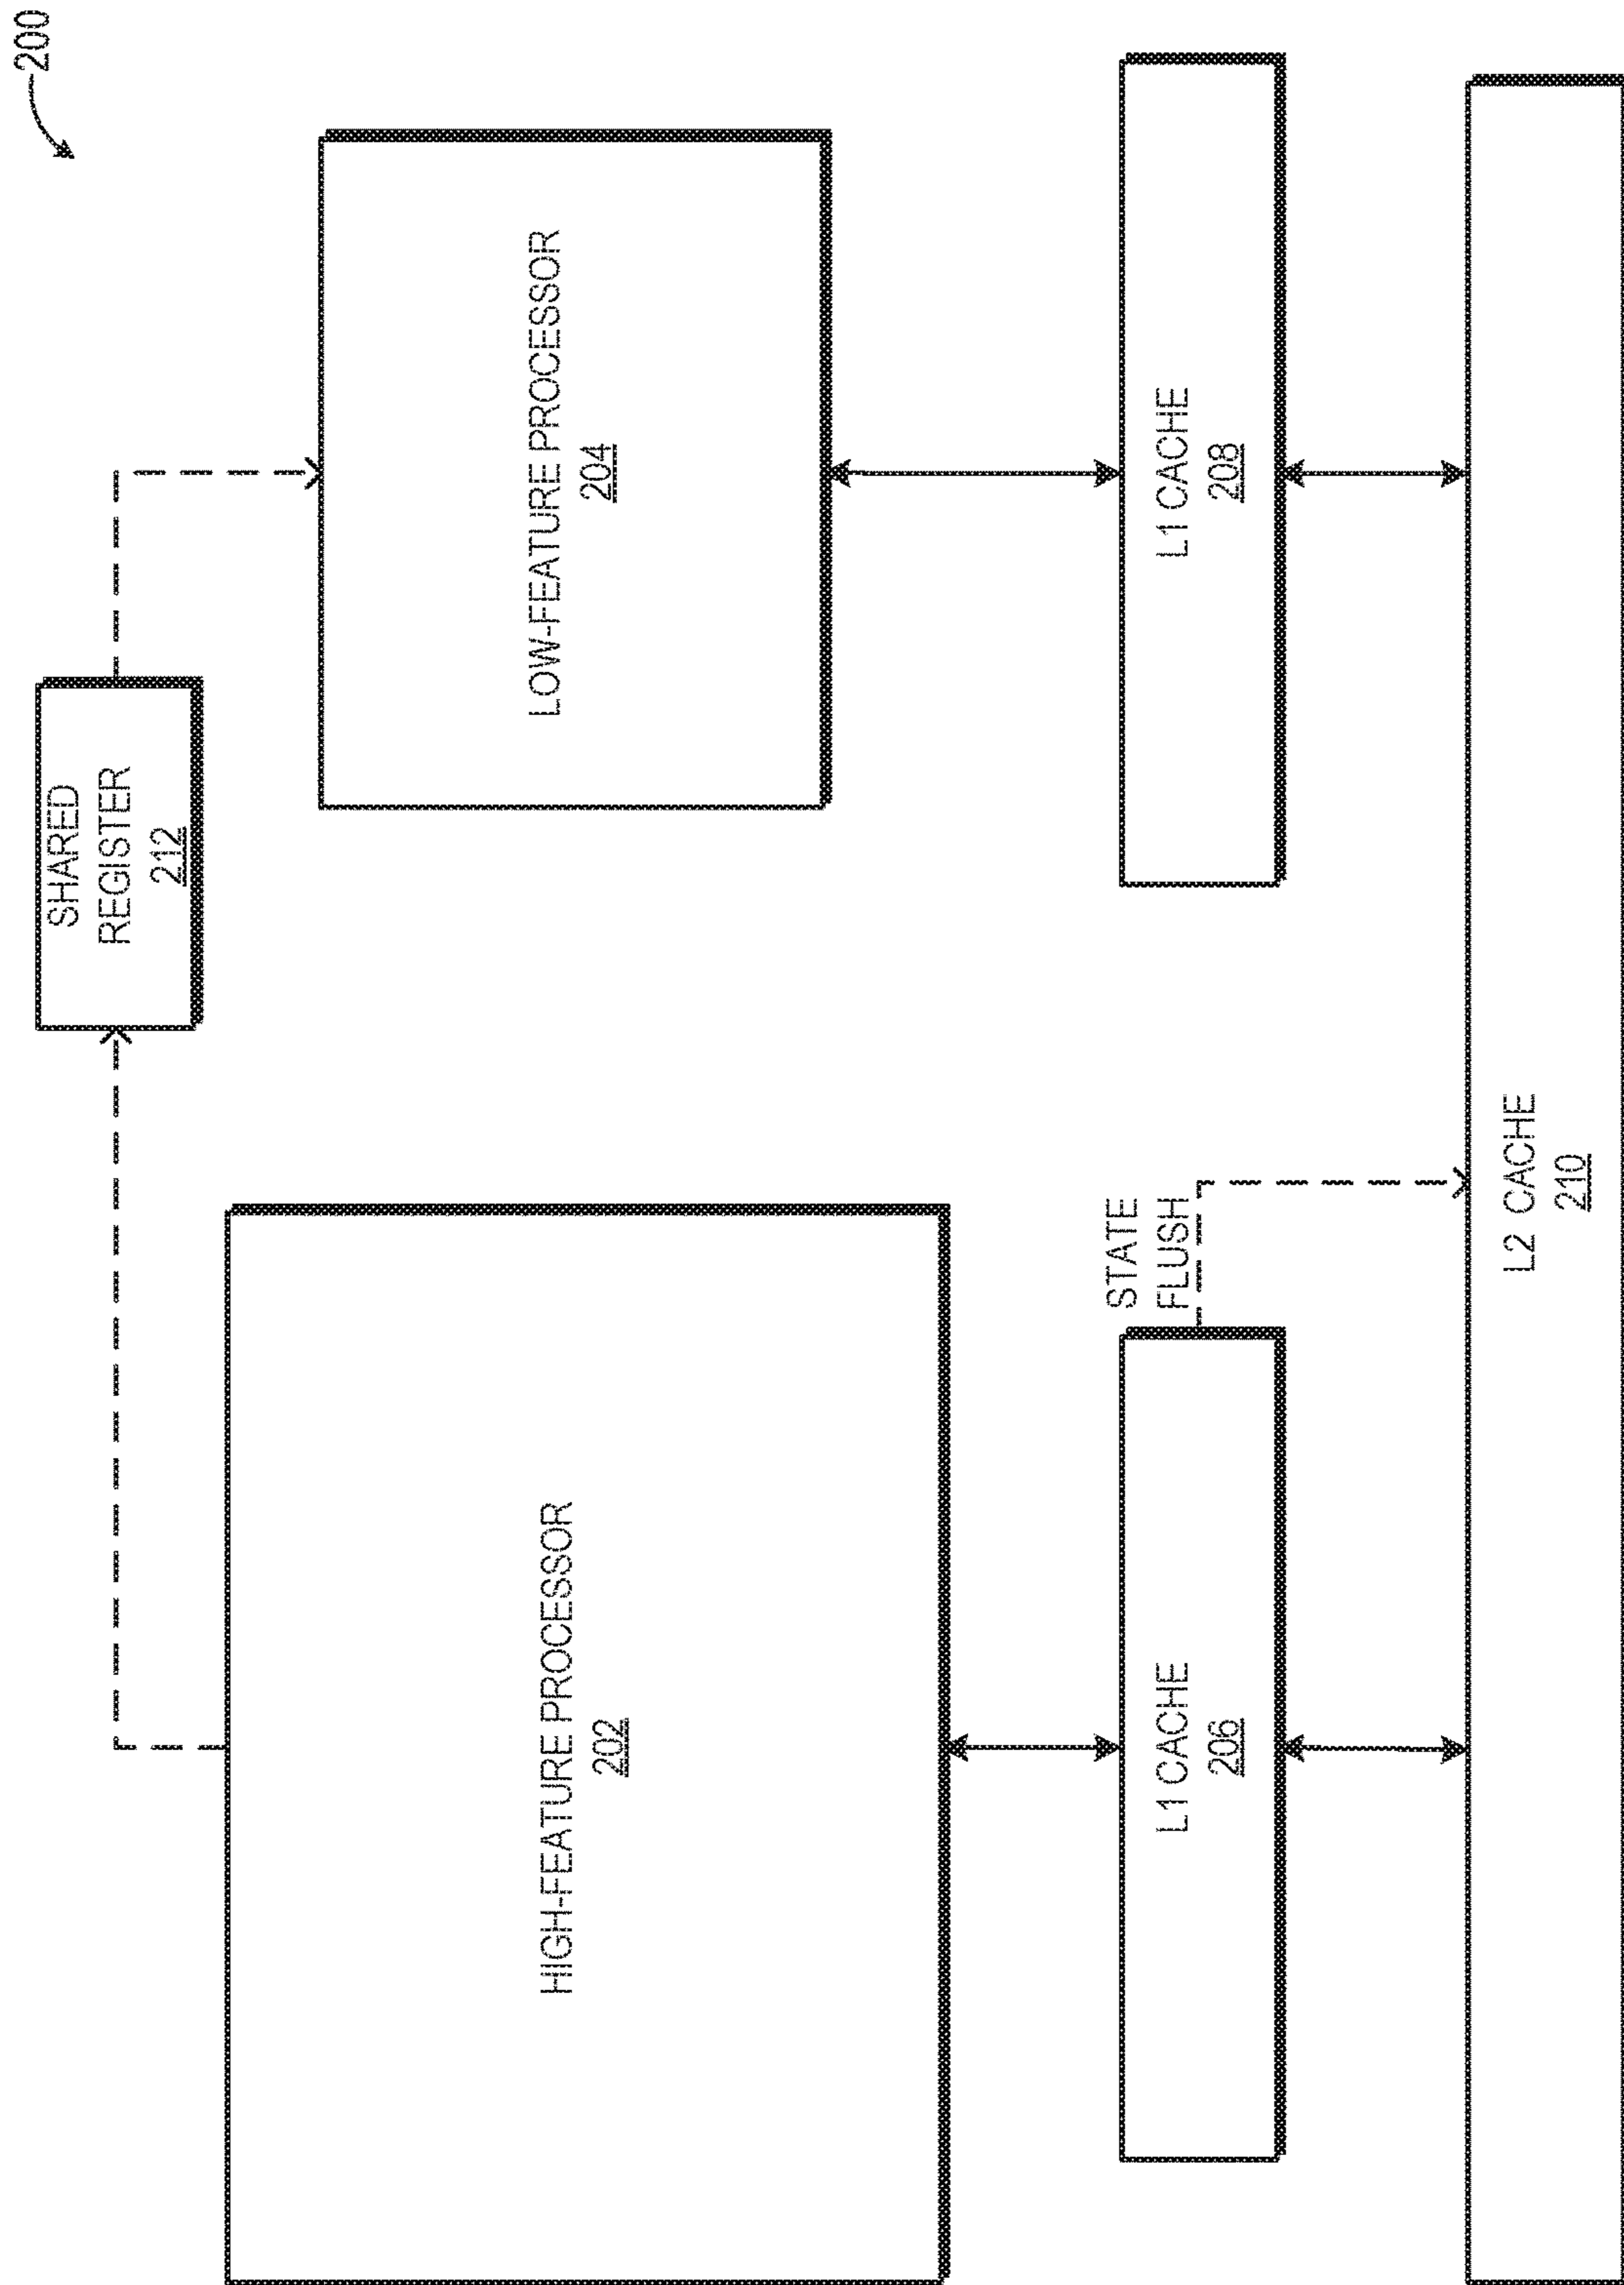 200
SHARED
REGISTER
212
HIGH-FEATURE PROCESSOR
202
LOW-FEATURE PROCESSOR
204
STATE
FLUSH
L1 CACHE
206
L1 CACHE
208
L2 CACHE
210